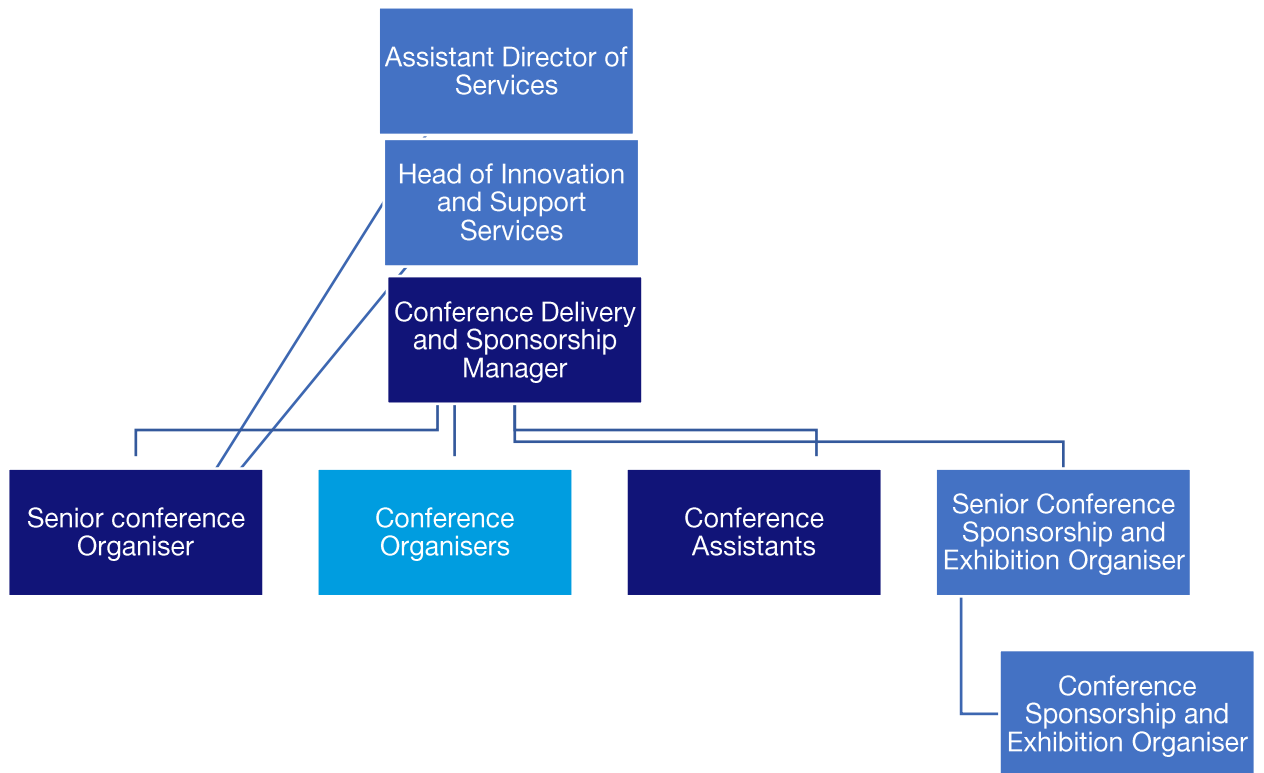 Assistant Director of
Services
Head of Innovation
and Support
Services
Conference Delivery
and Sponsorship
Manager
Senior conference
Organiser
Conference
Organisers
Conference
Assistants
Senior Conference
Sponsorship and
Exhibition Organiser
Conference
Sponsorship and
Exhibition Organiser